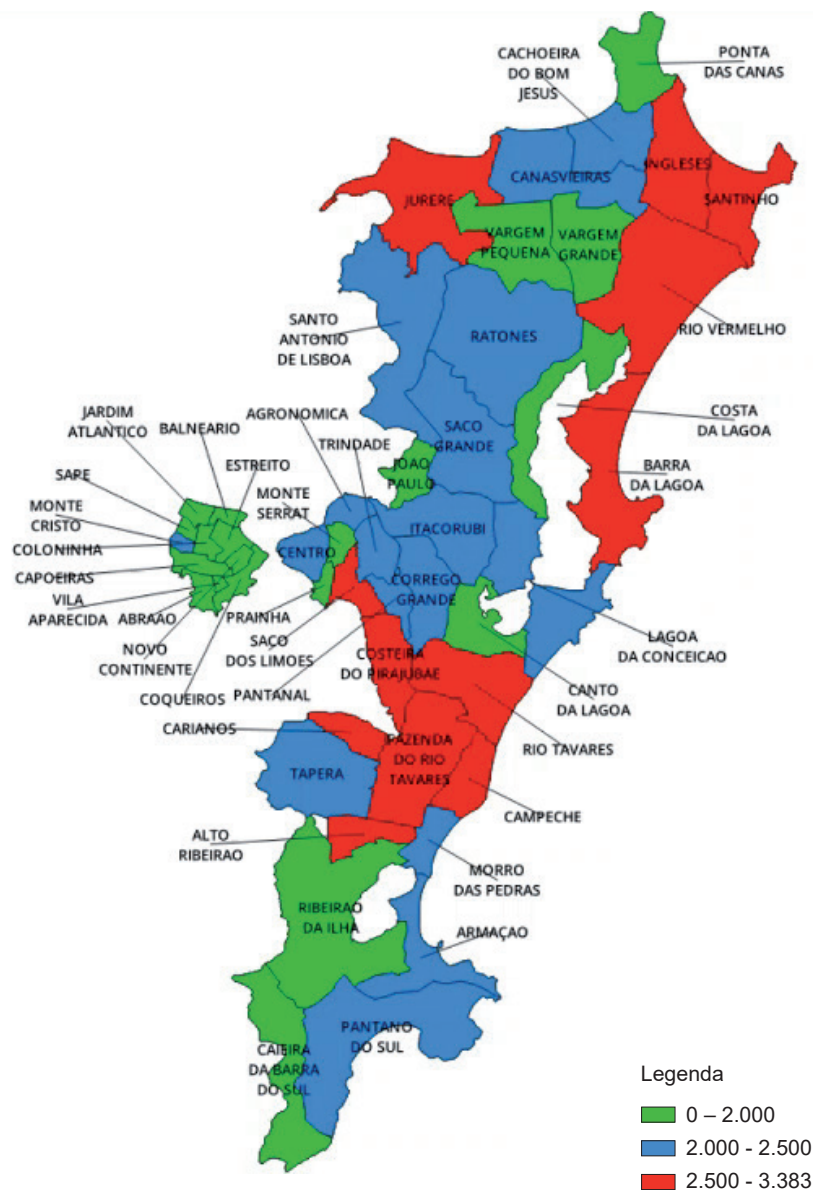 CACHOEIRA
DO BOM
JESUS
PONTA
DAS CANAS
INGLESES
CANASVIEIRAS
SANTINHO
JURERE
VARGEM
PEQUENA
VARGEM
GRANDE
RIO VERMELHO
SANTO
ANTONIO
DE LISBOA
RATONES
COSTA
DA LAGOA
SACO
GRANDE
JOAO
PAULO
BARRA
DA LAGOA
JARDIM
ATLANTICO
BALNEARIO
AGRONOMICA
TRINDADE
ESTREITO
SAPE
MONTE
SERRAT
MONTE
CRISTO
COLONINHA
CAPOEIRAS
VILA
APARECIDA
ABRAAO
NOVO
CONTINENTE
COQUEIROS
CENTRO
ITACORUBI
CORREGO
GRANDE
PRAINHA
SACO
DOS LIMOES
PANTANAL
COSTEIRA
DO PIRAJUBAE
LAGOA
DA CONCEICAO
CANTO
DA LAGOA
CARIANOS
RIO TAVARES
FAZENDA
DO RIO
TAVARES
TAPERA
CAMPECHE
ALTO
RIBEIRAO
MORRO
DAS PEDRAS
RIBEIRAO
DA ILHA
ARMAÇAO
PANTANO
DO SUL
CAIEIRA
DA BARRA
DO SUL
Legenda
0 – 2.000
2.000 - 2.500
2.500 - 3.383